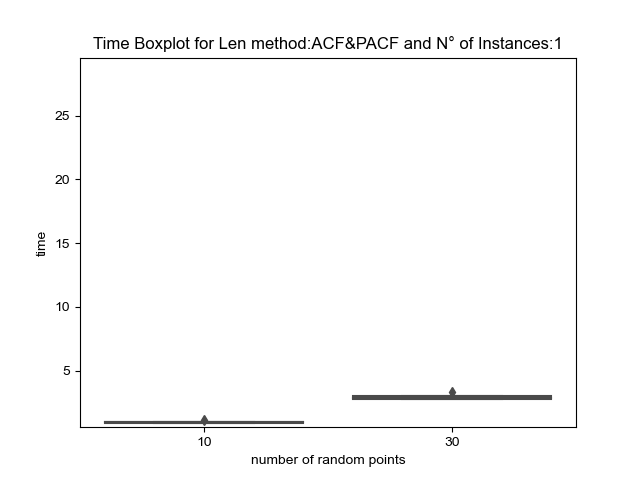 Time Boxplot for Len method:ACF&PACF and N° of Instances:1
25
20
15
10
5
time
10 30
number of random points